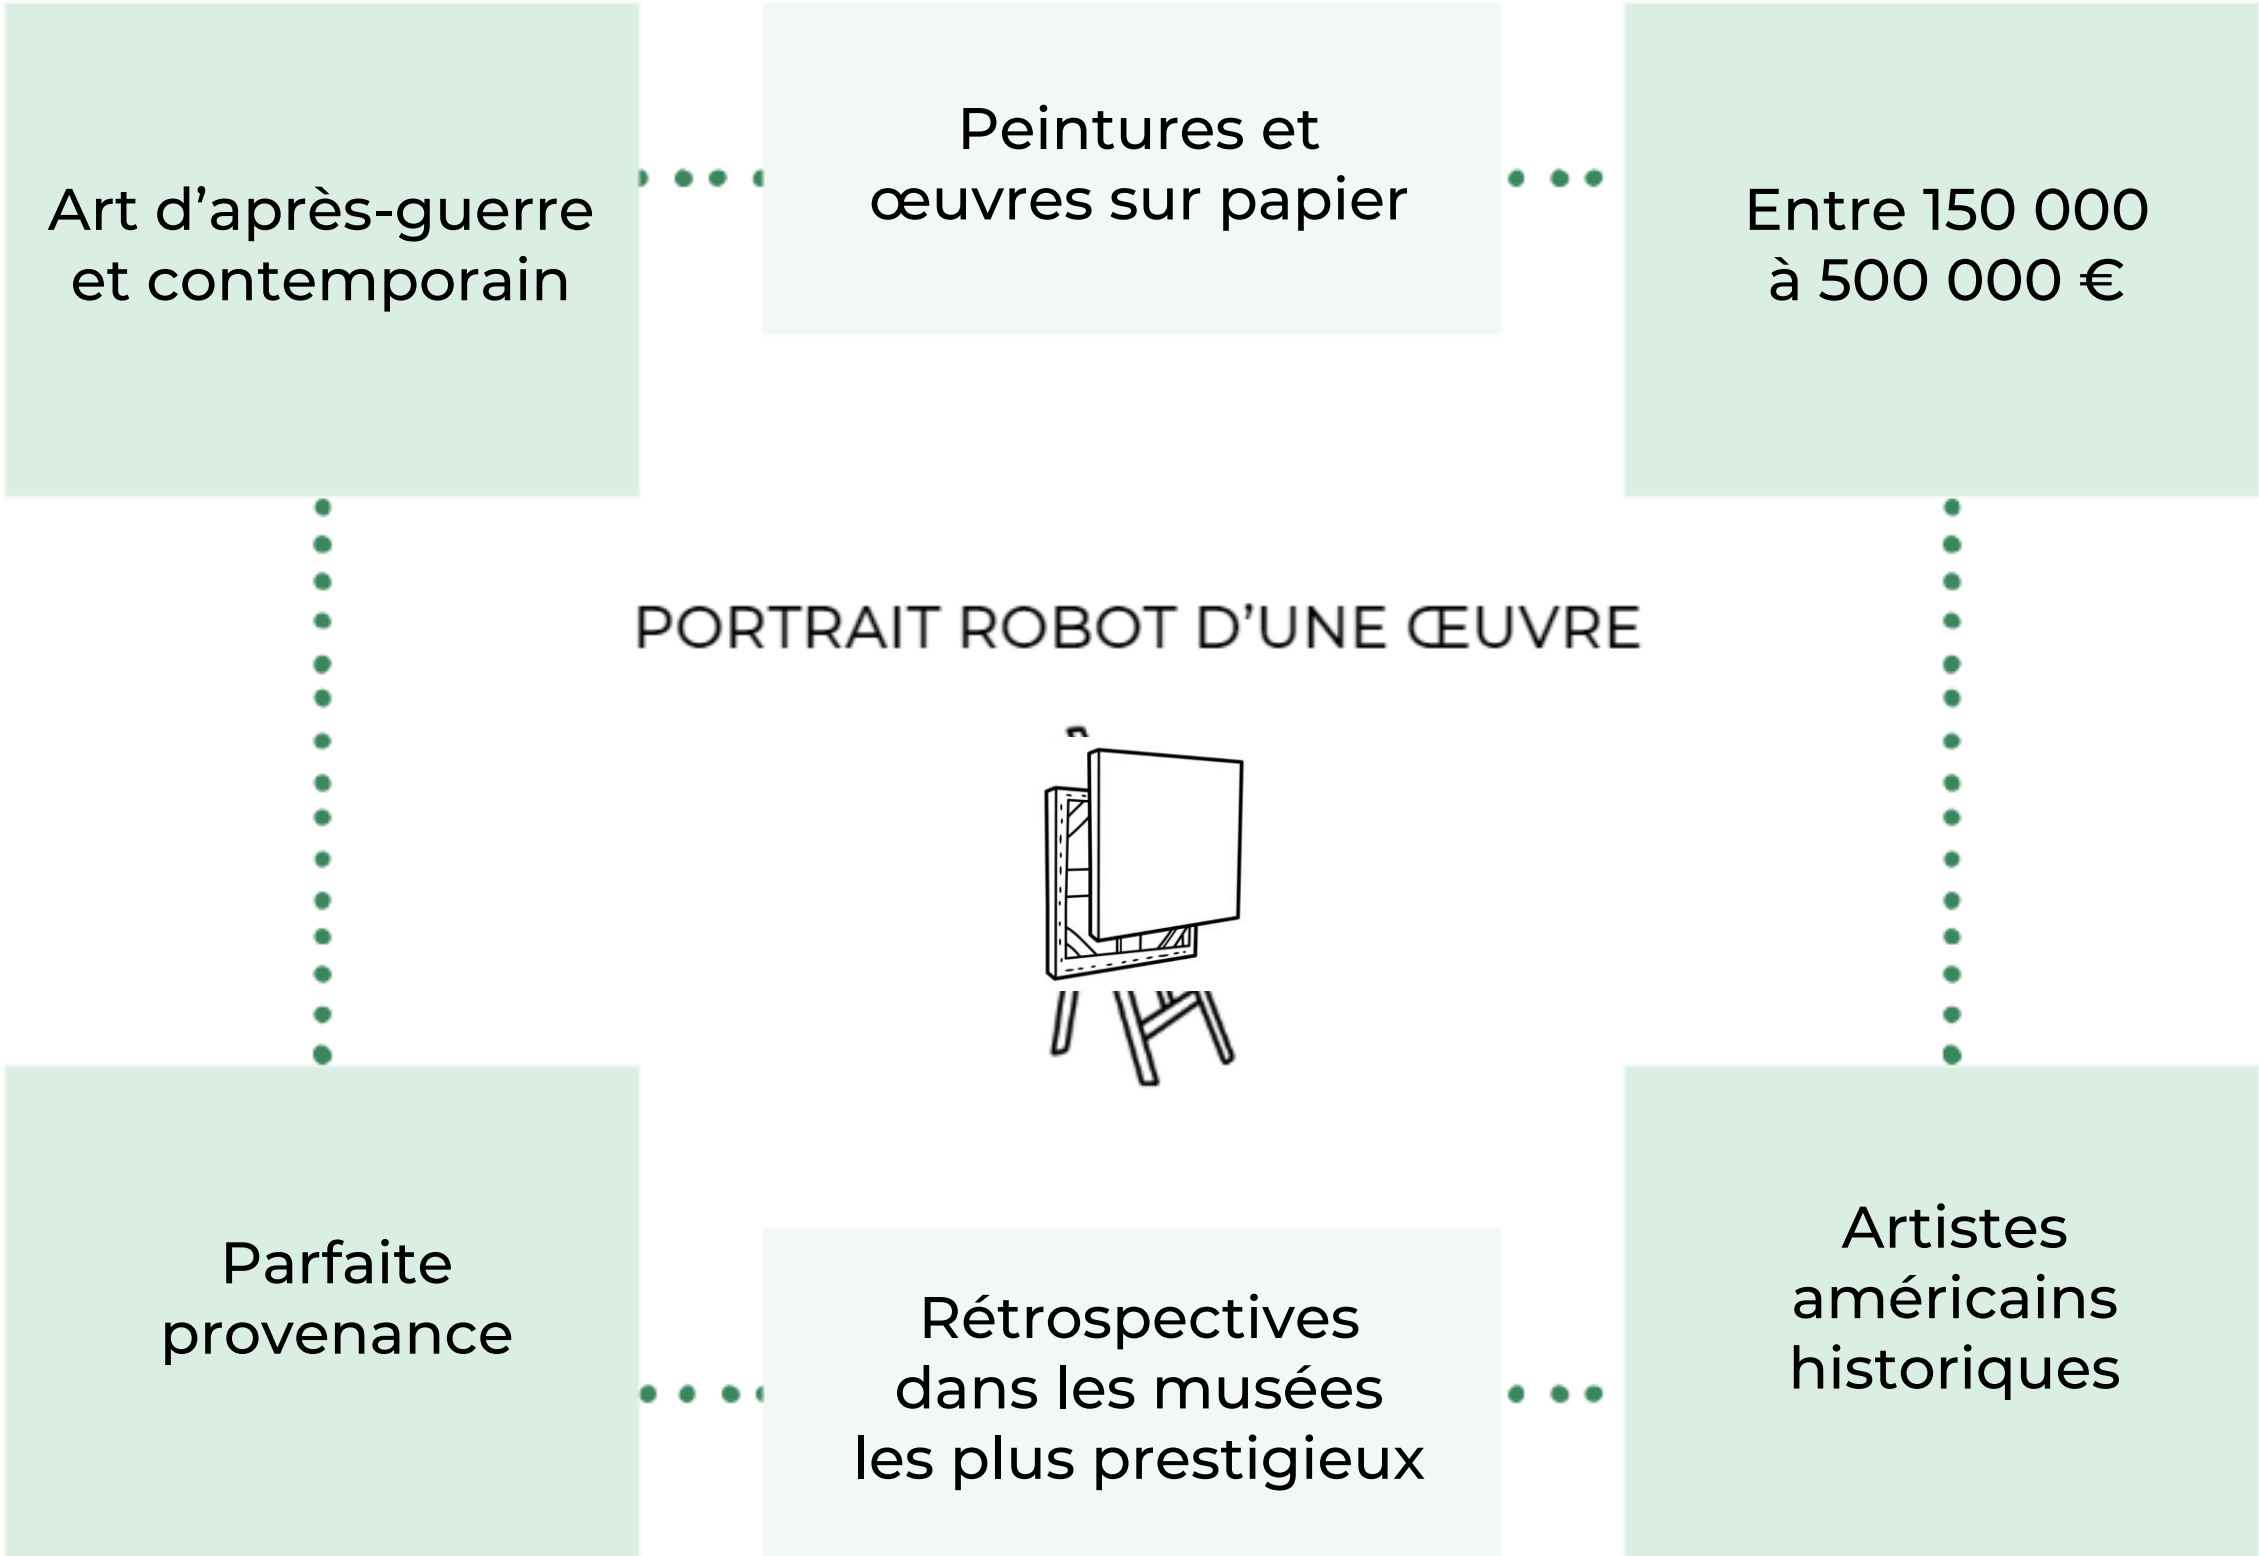 Art d’après-guerre
et contemporain
Peintures et
œuvres sur papier
Entre 150 000
à 500 000 €
PORTRAIT ROBOT D’UNE ŒUVRE
Parfaite
provenance
Rétrospectives
dans les musées
les plus prestigieux
Artistes
américains
historiques